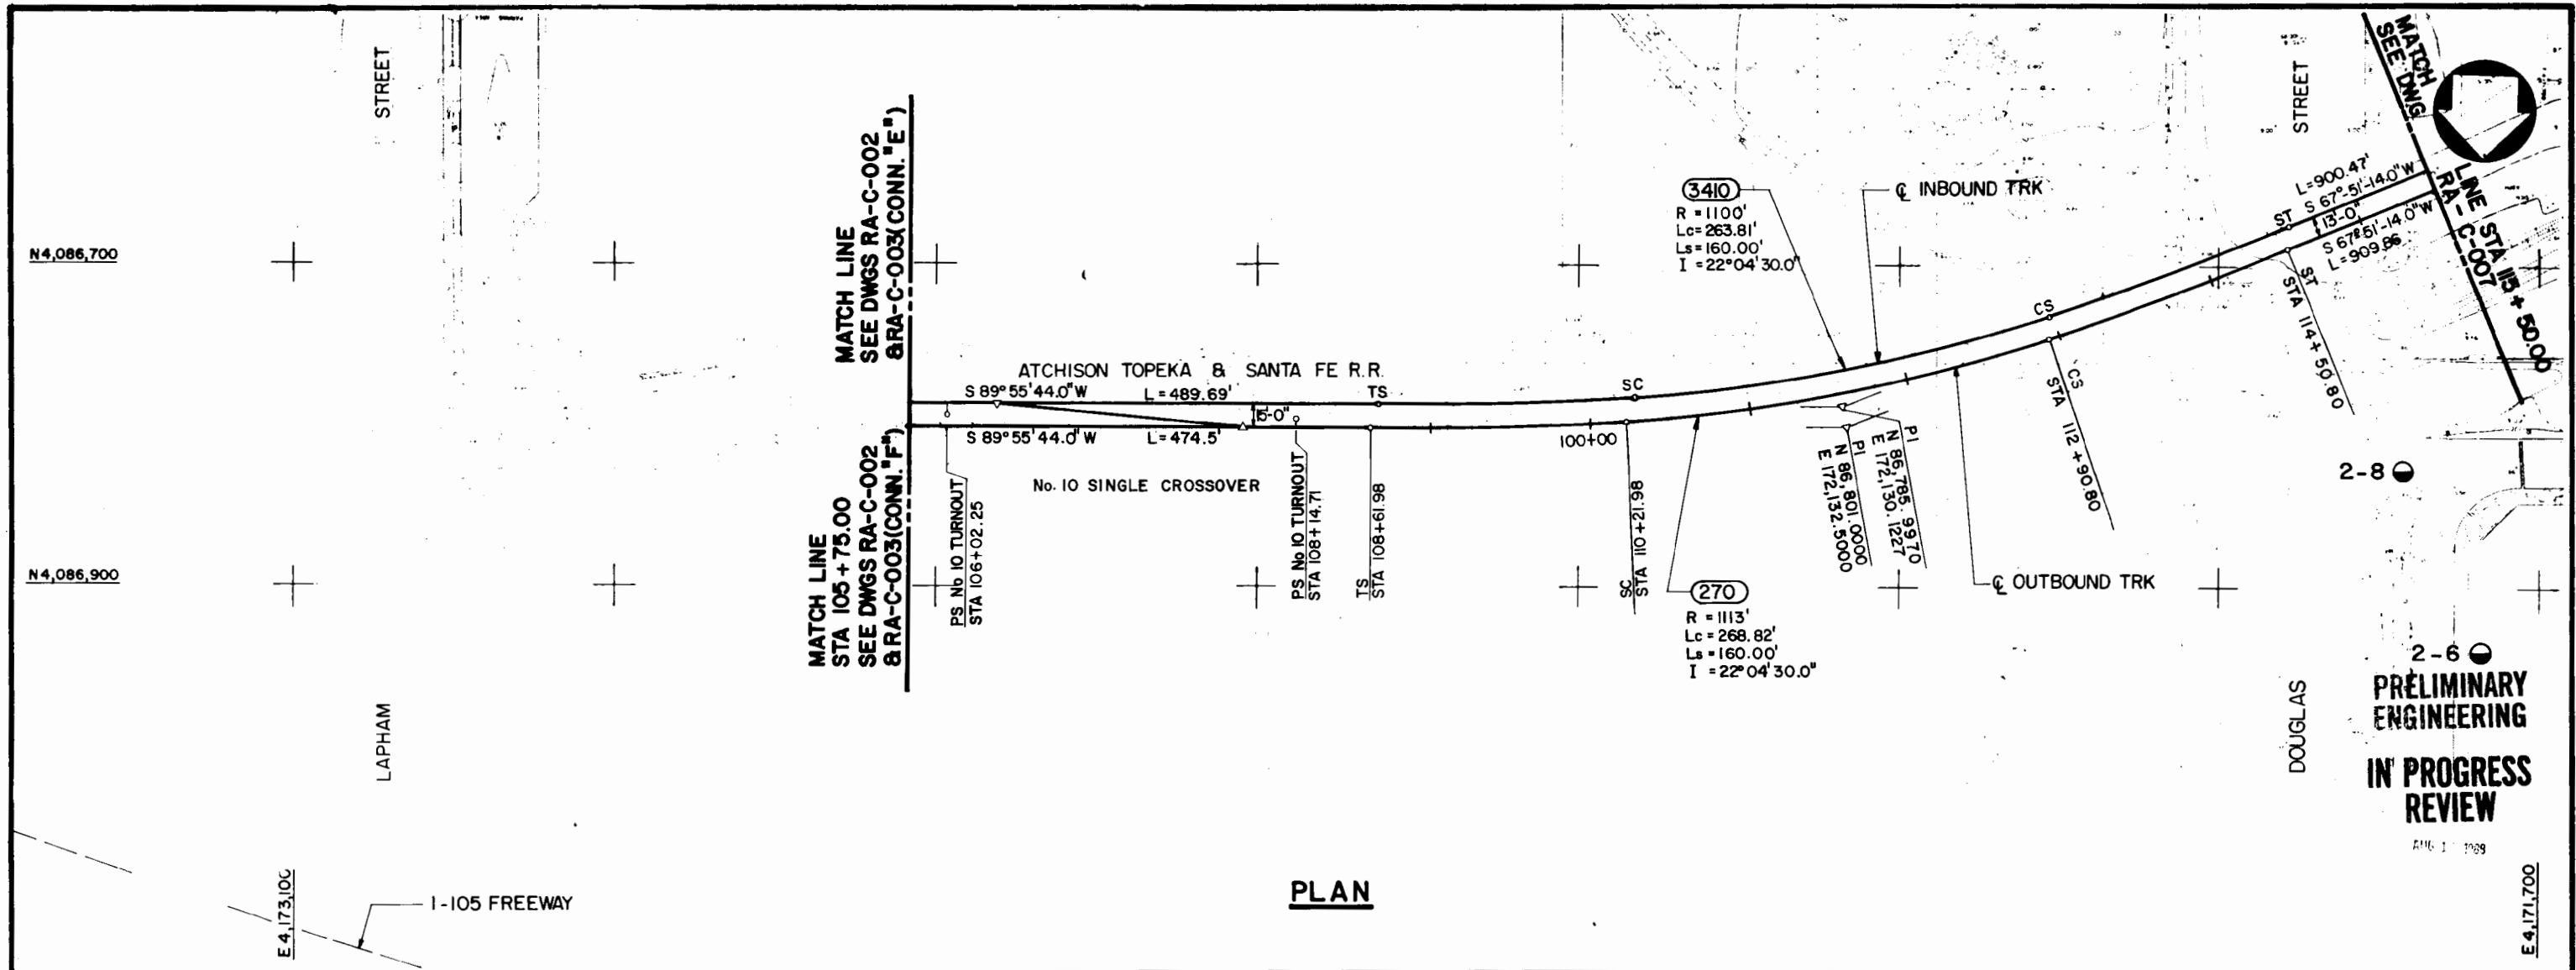 STREET
N4,086,700
MATCH LINE
SEE DWGS RA-C-002
&RA-C-003(CONN."E")
ATCHISON TOPEKA & SANTA FE R.R.
S 89°55'44.0" W
L = 489.69'
TS
SC
15'-0"
S 89°55'44.0" W
L = 474.5'
No. 10 SINGLE CROSSOVER
MATCH LINE
STA 105+75.00
SEE DWGS RA-C-002
& RA-C-003(CONN."F")
PS No 10 TURNOUT
STA 106+02.25
PS No 10 TURNOUT
STA 108+14.71
TS
STA 108+61.98
100+00
SC
STA 110+21.98
3410
R = 1100'
Lc= 263.81'
Ls= 160.00'
I = 22°04'30.0"
℄ INBOUND TRK
CS
ST
L=900.47'
S 67°-51'-14.0" W
13'-0"
S 67°-51'-14.0" W
L=909.86
ST
STA 114+50.80
CS
STA 112+90.80
PI
N 86,785.9970
E 172,130.1227
PI
N 86,801.0000
E 172,132.5000
270
R = 1113'
Lc = 268.82'
Ls = 160.00'
I = 22°04'30.0"
℄ OUTBOUND TRK
STREET
MATCH LINE STA 115+50.00
SEE DWG RA-C-007
2-8
2-6
N4,086,900
LAPHAM
DOUGLAS
PRELIMINARY
ENGINEERING
IN PROGRESS
REVIEW
I-105 FREEWAY
E 4,173,100
PLAN
E 4,171,700